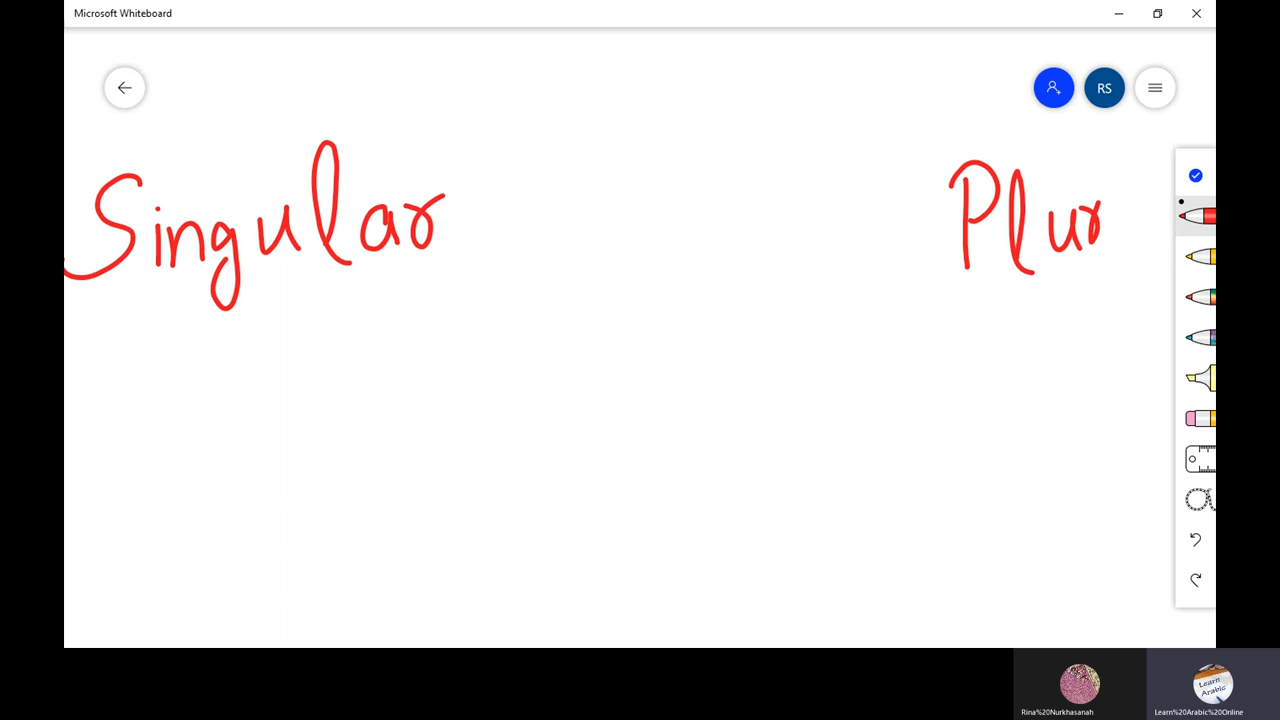 Microsoft Whiteboard
RS
Singular Plur
Rina%20Nurkhasanah
Learn Arabic
Learn%20Arabic%20Online